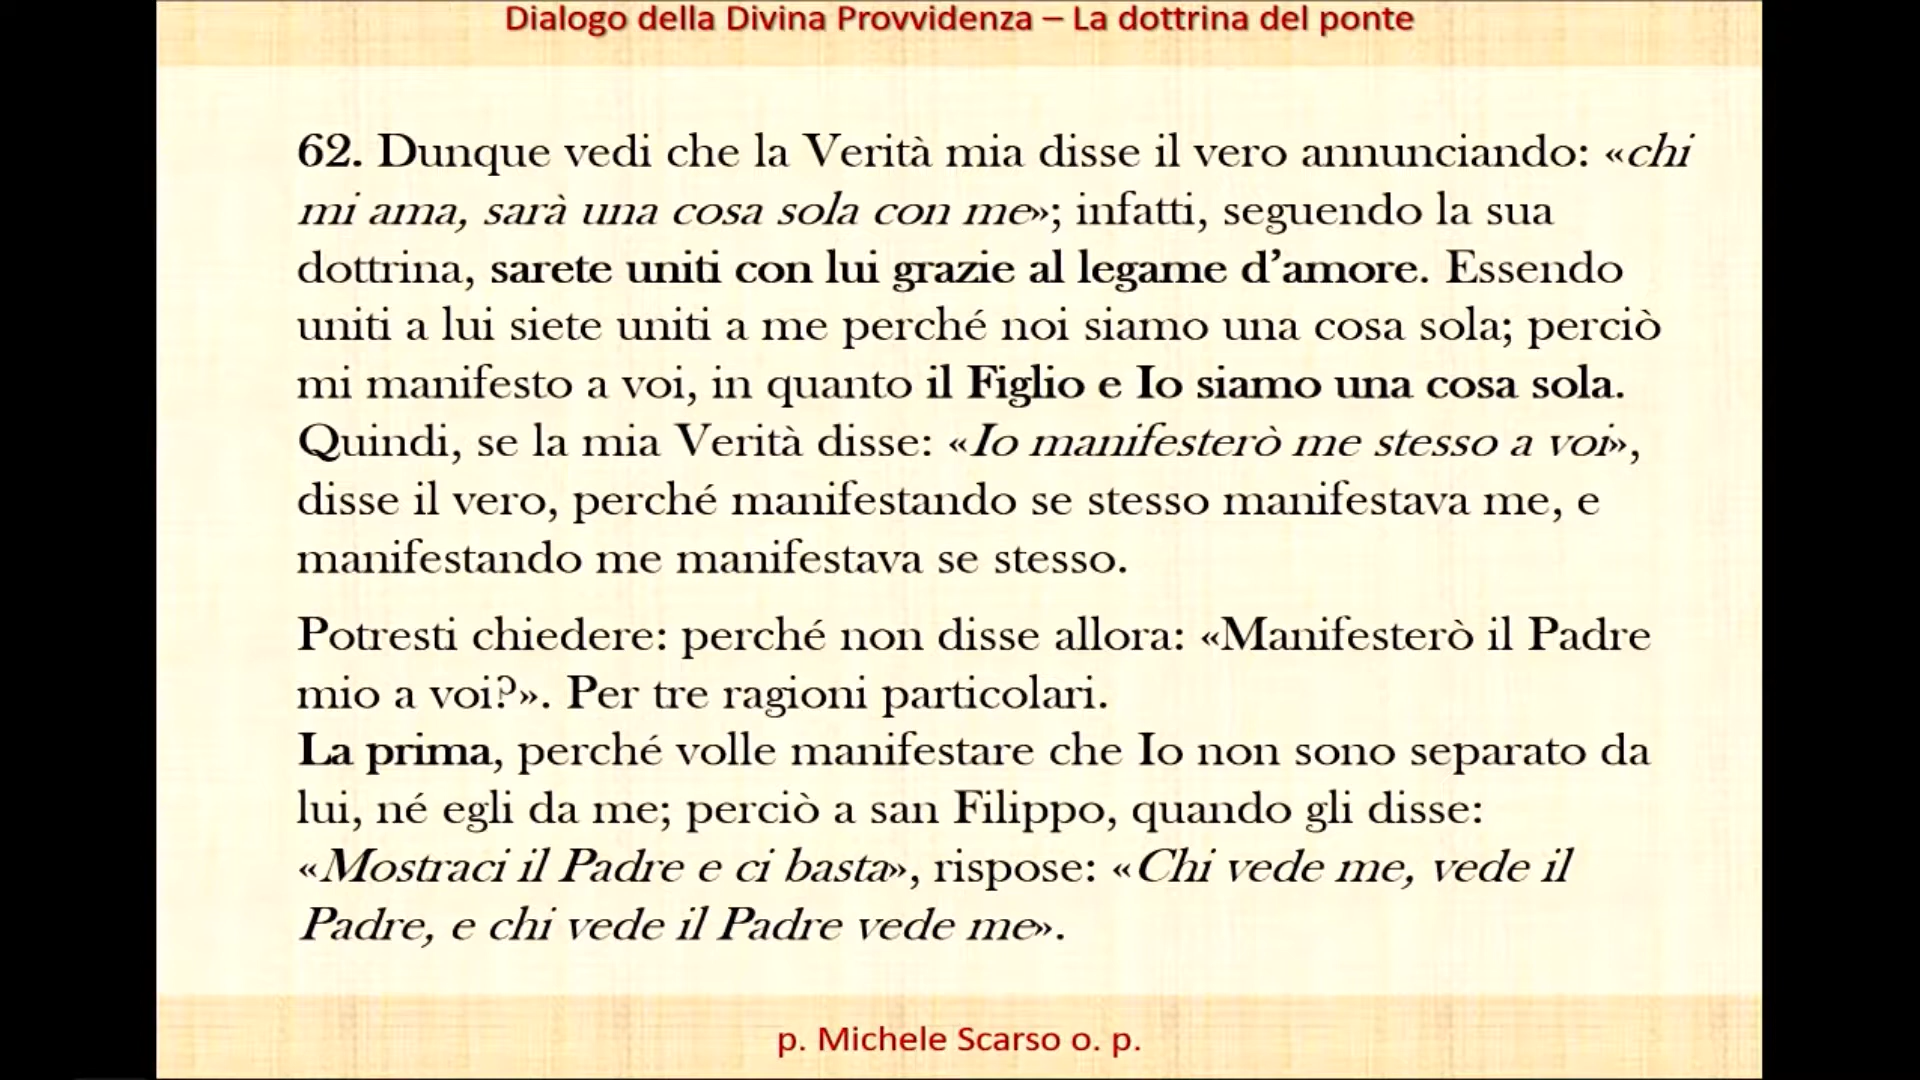 Dialogo della Divina Provvidenza – La dottrina del ponte
62. Dunque vedi che la Verità mia disse il vero annunciando: «chi
mi ama, sarà una cosa sola con me»; infatti, seguendo la sua
dottrina, sarete uniti con lui grazie al legame d’amore. Essendo
uniti a lui siete uniti a me perché noi siamo una cosa sola; perciò
mi manifesto a voi, in quanto il Figlio e Io siamo una cosa sola.
Quindi, se la mia Verità disse: «Io manifesterò me stesso a voi»,
disse il vero, perché manifestando se stesso manifestava me, e
manifestando me manifestava se stesso.
Potresti chiedere: perché non disse allora: «Manifesterò il Padre
mio a voi?». Per tre ragioni particolari.
La prima, perché volle manifestare che Io non sono separato da
lui, né egli da me; perciò a san Filippo, quando gli disse:
«Mostraci il Padre e ci basta», rispose: «Chi vede me, vede il
Padre, e chi vede il Padre vede me».
p. Michele Scarso o. p.